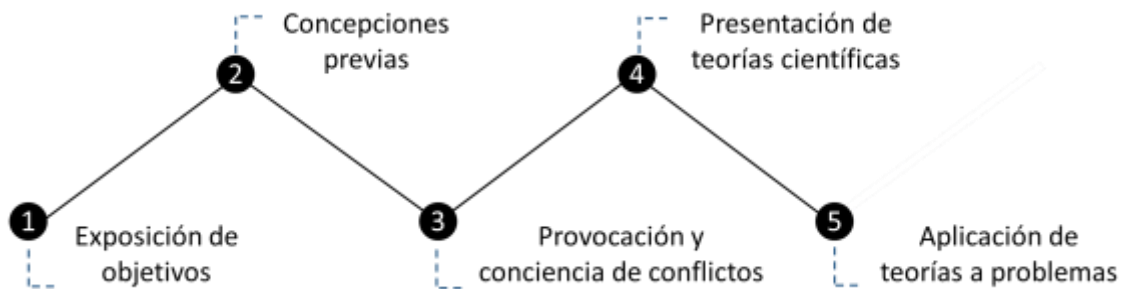 1
Exposición de
objetivos
2
Concepciones
previas
3
Provocación y
conciencia de conflictos
4
Presentación de
teorías científicas
5
Aplicación de
teorías a problemas